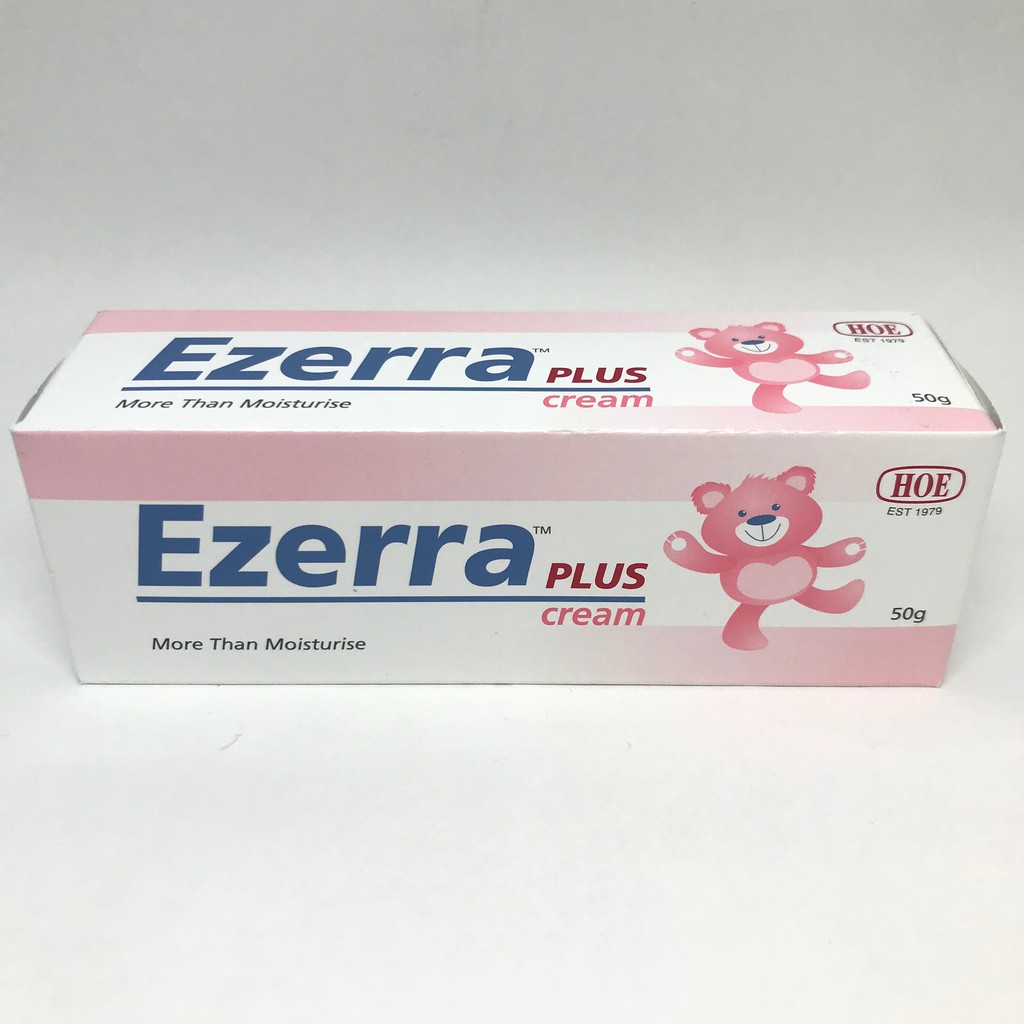 Ezerra™ PLUS
cream
More Than Moisturise
HOE
EST 1979
50g
Ezerra™ PLUS
cream
More Than Moisturise
HOE
EST 1979
50g